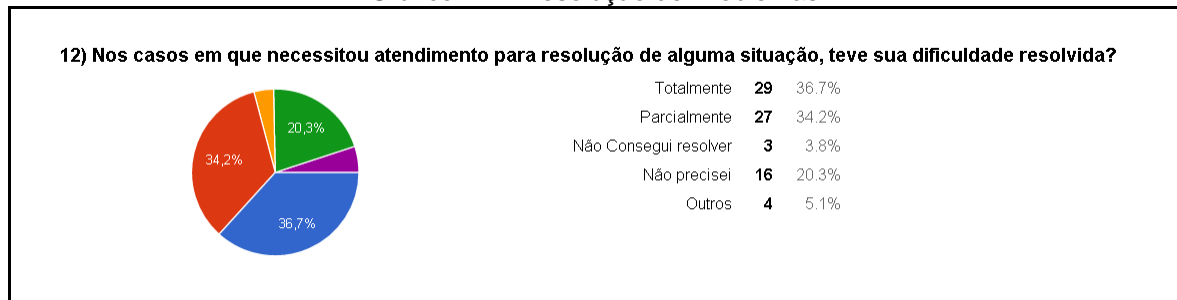 12) Nos casos em que necessitou atendimento para resolução de alguma situação, teve sua dificuldade resolvida?
Totalmente 29 36.7%
Parcialmente 27 34.2%
Não Consegui resolver 3 3.8%
Não precisei 16 20.3%
Outros 4 5.1%
20,3%
34,2%
36,7%